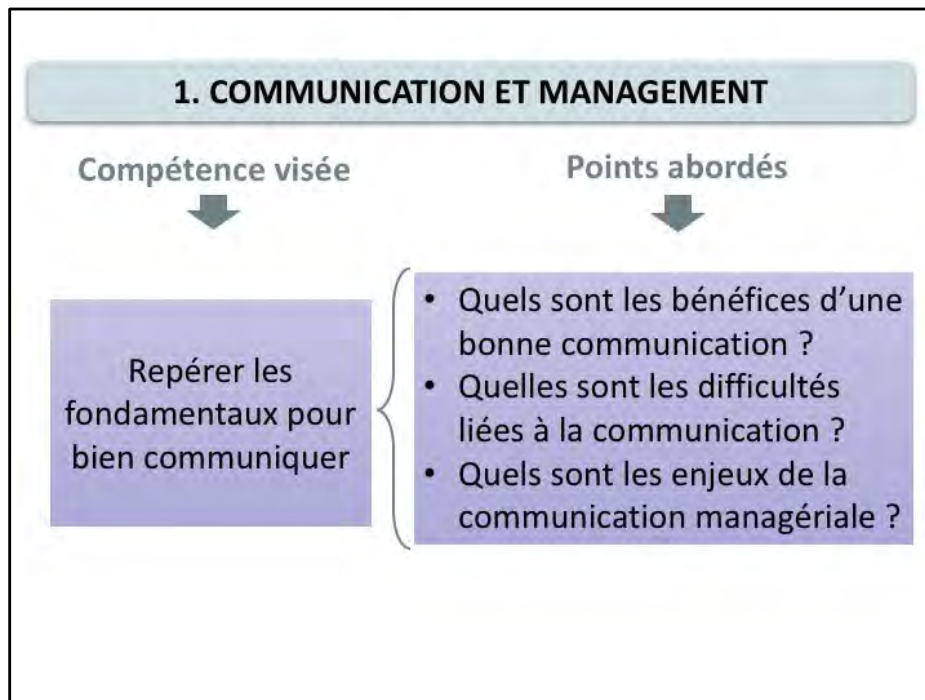 1. COMMUNICATION ET MANAGEMENT
Compétence visée
Points abordés
Repérer les
fondamentaux pour
bien communiquer
• Quels sont les bénéfices d’une
bonne communication ?
• Quelles sont les difficultés
liées à la communication ?
• Quels sont les enjeux de la
communication managériale ?